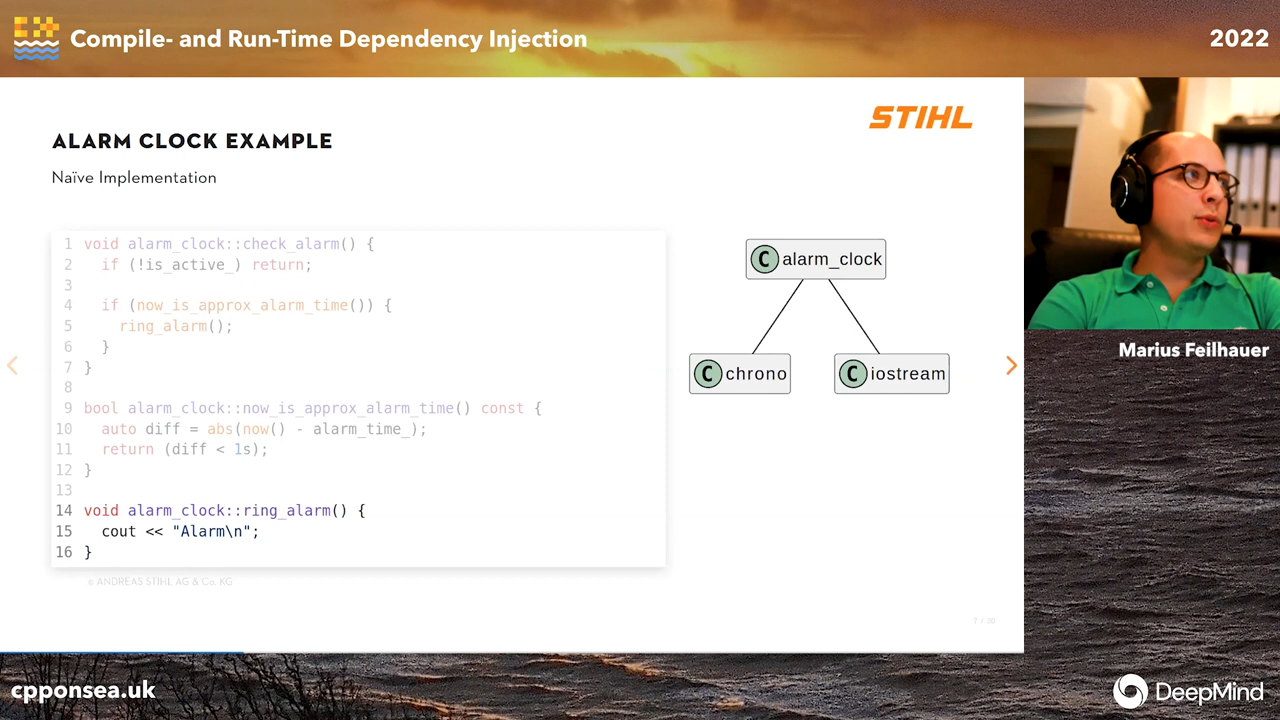 Compile- and Run-Time Dependency Injection
2022
STIHL
ALARM CLOCK EXAMPLE
Naïve Implementation
1 void alarm_clock::check_alarm() {
2   if (!is_active_) return;
3
4   if (now_is_approx_alarm_time()) {
5     ring_alarm();
6   }
7 }
8
9 bool alarm_clock::now_is_approx_alarm_time() const {
10   auto diff = abs(now() - alarm_time_);
11   return (diff < 1s);
12 }
13
14 void alarm_clock::ring_alarm() {
15   cout << "Alarm\n";
16 }
C alarm_clock
C chrono
C iostream
© ANDREAS STIHL AG & Co. KG
7 / 30
Marius Feilhauer
cpponsea.uk
DeepMind